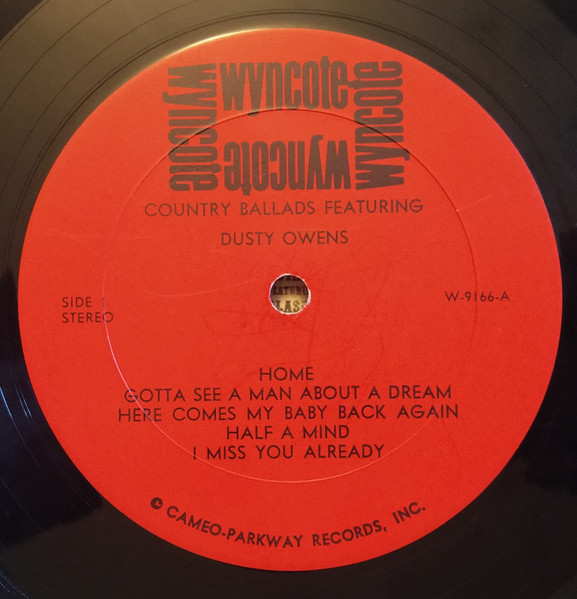 wyncote
wyncote
wyncote
wyncote
COUNTRY BALLADS FEATURING
DUSTY OWENS
SIDE 1
STEREO
W-9166-A
HOME
GOTTA SEE A MAN ABOUT A DREAM
HERE COMES MY BABY BACK AGAIN
HALF A MIND
I MISS YOU ALREADY
© CAMEO-PARKWAY RECORDS, INC.